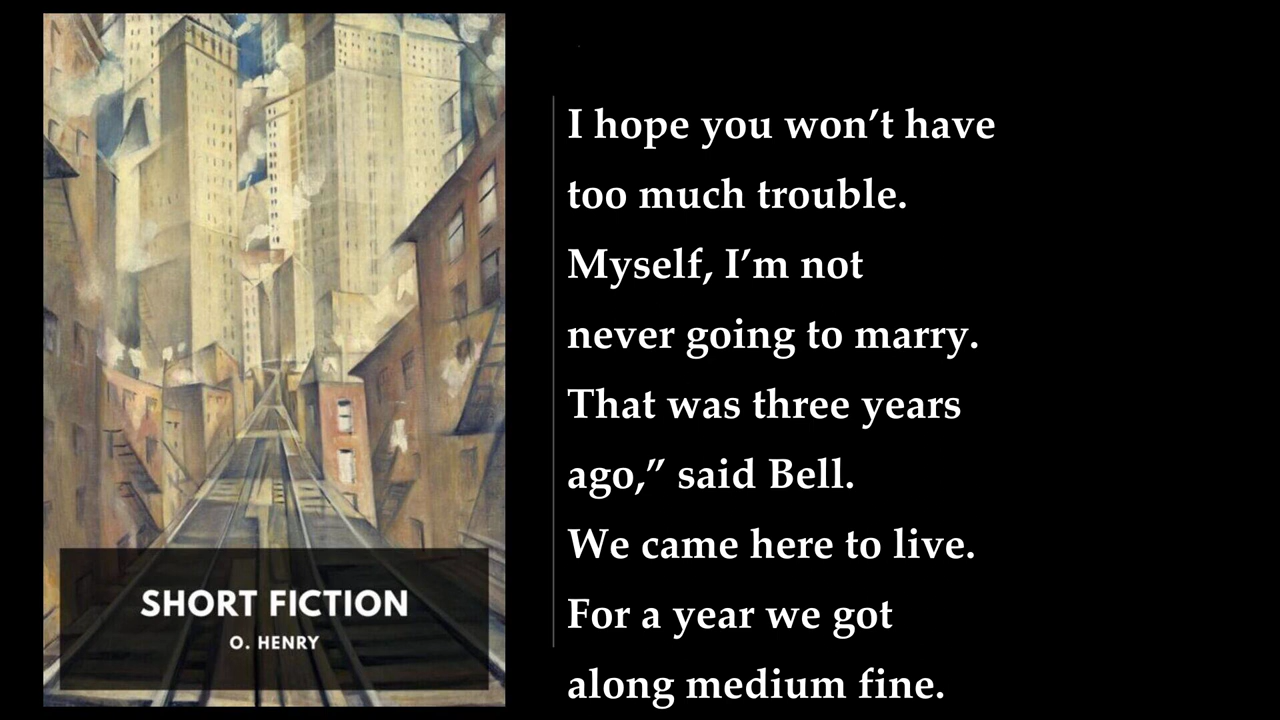 SHORT FICTION
O. HENRY
I hope you won’t have
too much trouble.
Myself, I’m not
never going to marry.
That was three years
ago,” said Bell.
We came here to live.
For a year we got
along medium fine.